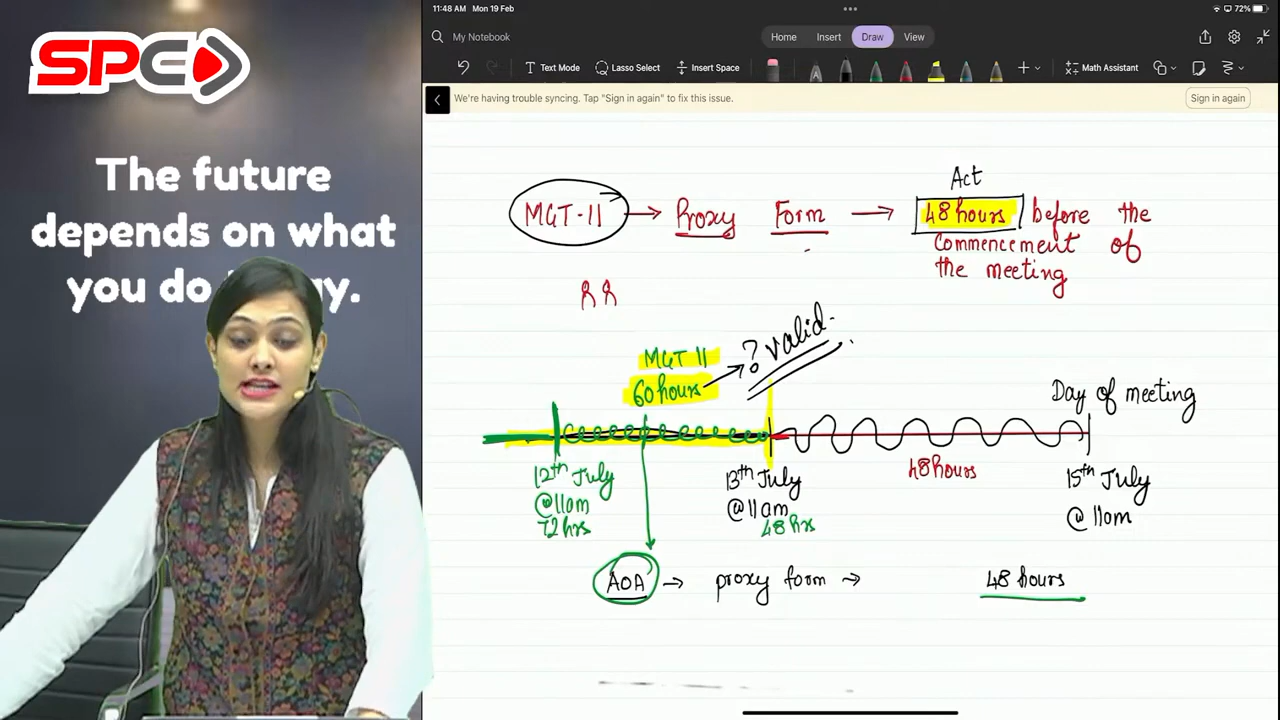 SPC
The future
depends on what
you do
11:48 AM Mon 19 Feb
72%
My Notebook
Home Insert Draw View
Text Mode Lasso Select Insert Space Math Assistant
We're having trouble syncing. Tap "Sign in again" to fix this issue.
Sign in again
Act
MGT-11 → Proxy Form → 48 hours before the
commencement of
the meeting
MGT 11
60 hours → ? valid.
Day of meeting
48 hours
12th July
@11am
72 hrs
13th July
@11 am
48 hrs
15th July
@ 11am
AOA → proxy form → 48 hours